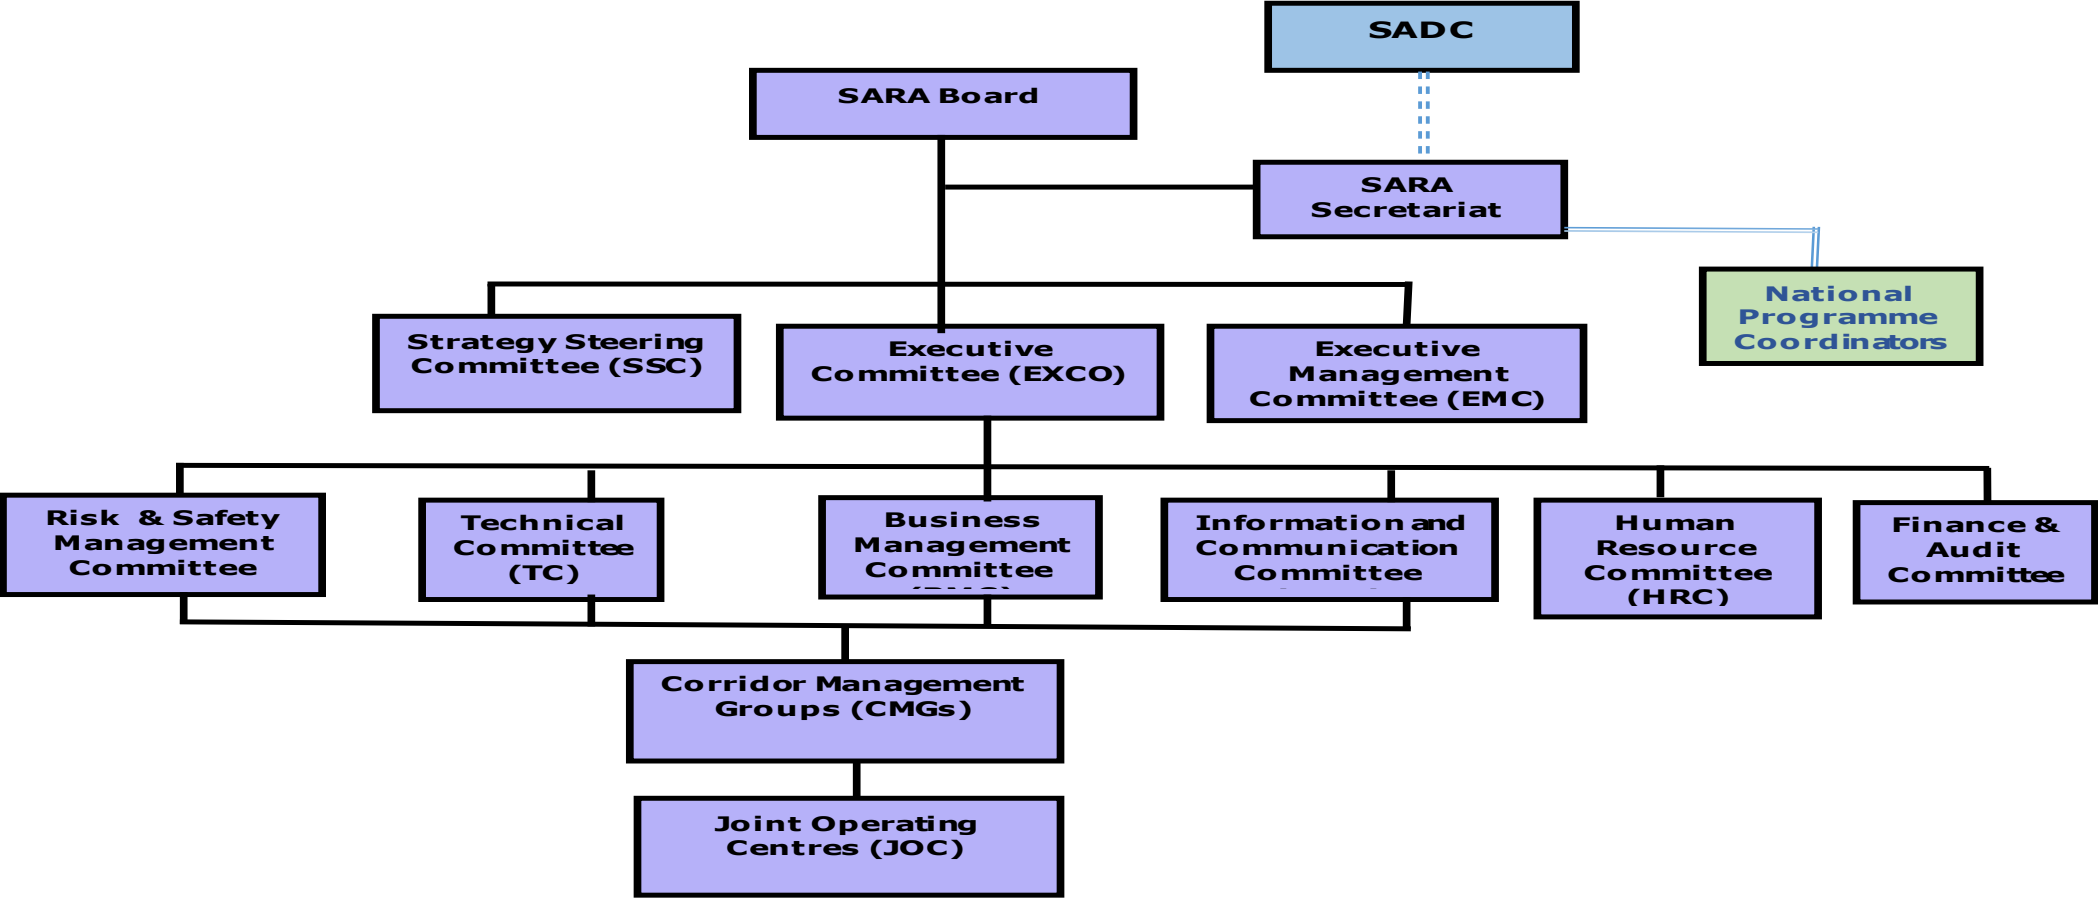 SADC
SARA Board
SARA
Secretariat
National
Programme
Coordinators
Strategy Steering
Committee (SSC)
Executive
Committee (EXCO)
Executive
Management
Committee (EMC)
Risk & Safety
Management
Committee
Technical
Committee
(TC)
Business
Management
Committee
Information and
Communication
Committee
Human
Resource
Committee
(HRC)
Finance &
Audit
Committee
Corridor Management
Groups (CMGs)
Joint Operating
Centres (JOC)